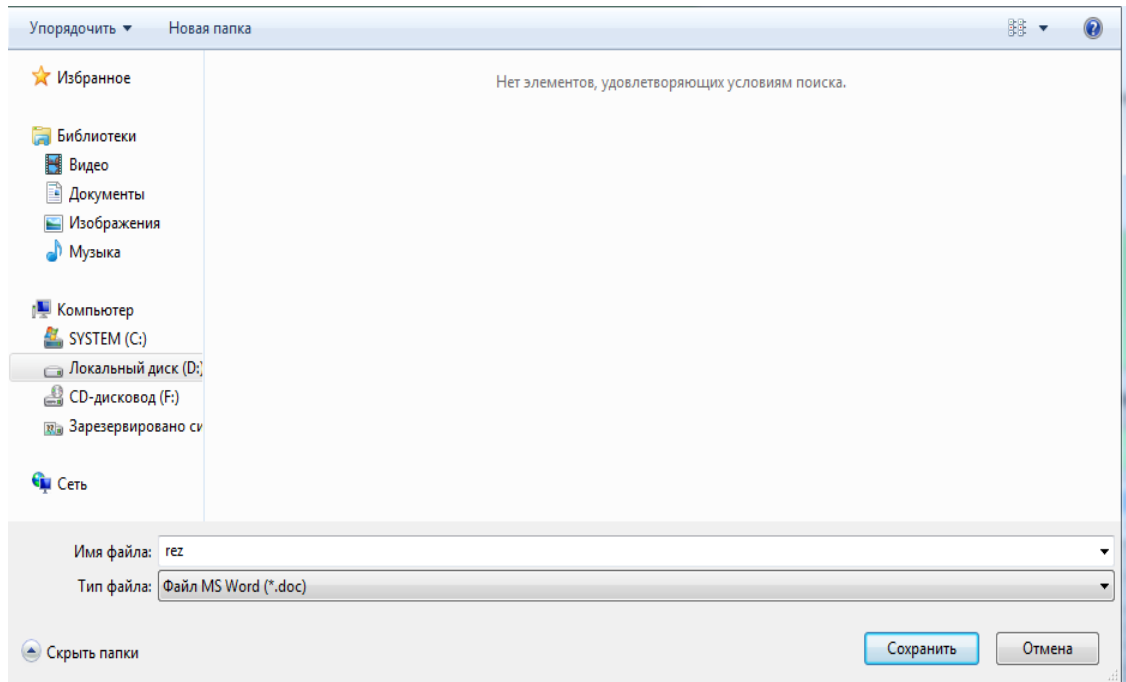 Упорядочить Новая папка
Избранное
Нет элементов, удовлетворяющих условиям поиска.
Библиотеки
Видео
Документы
Изображения
Музыка
Компьютер
SYSTEM (C:)
Локальный диск (D:)
CD-дисковод (F:)
Зарезервировано си
Сеть
Имя файла: rez
Тип файла: Файл MS Word (*.doc)
Скрыть папки Сохранить Отмена